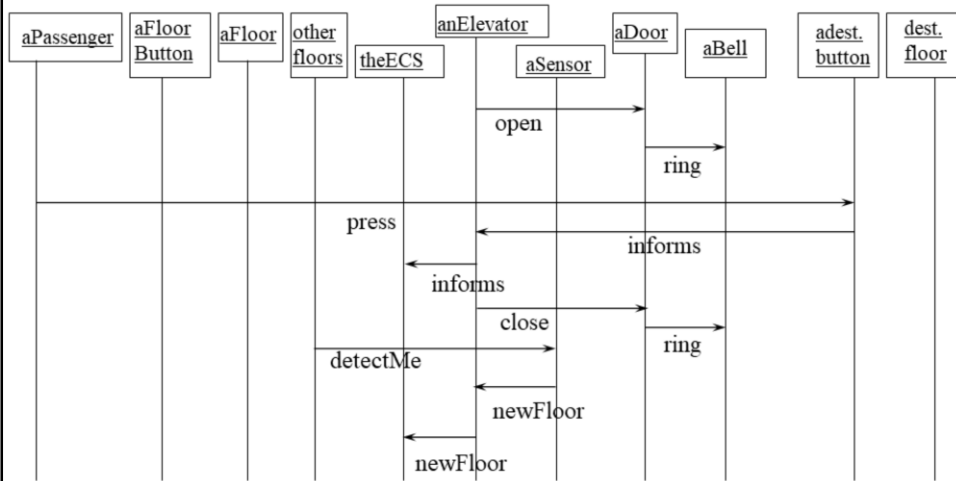 aPassenger
aFloor
Button
aFloor
other
floors
theECS
anElevator
aSensor
aDoor
aBell
adest.
button
dest.
floor
open
ring
press
informs
informs
close
ring
detectMe
newFloor
newFloor